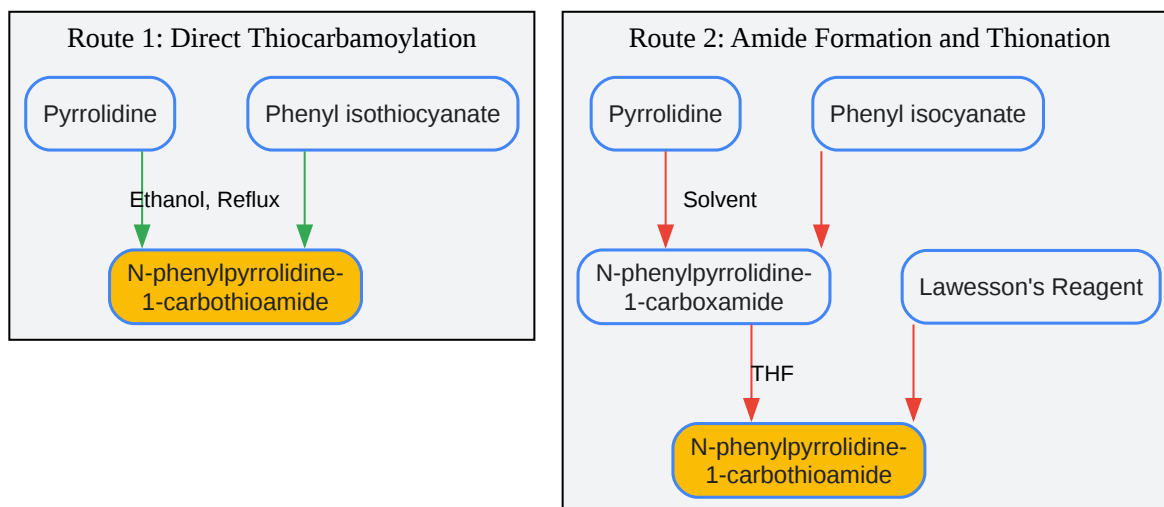 Route 1: Direct Thiocarbamoylation
Pyrrolidine
Phenyl isothiocyanate
Ethanol, Reflux
N-phenylpyrrolidine-
1-carbothioamide
Route 2: Amide Formation and Thionation
Pyrrolidine
Phenyl isocyanate
Solvent
N-phenylpyrrolidine-
1-carboxamide
Lawesson's Reagent
THF
N-phenylpyrrolidine-
1-carbothioamide